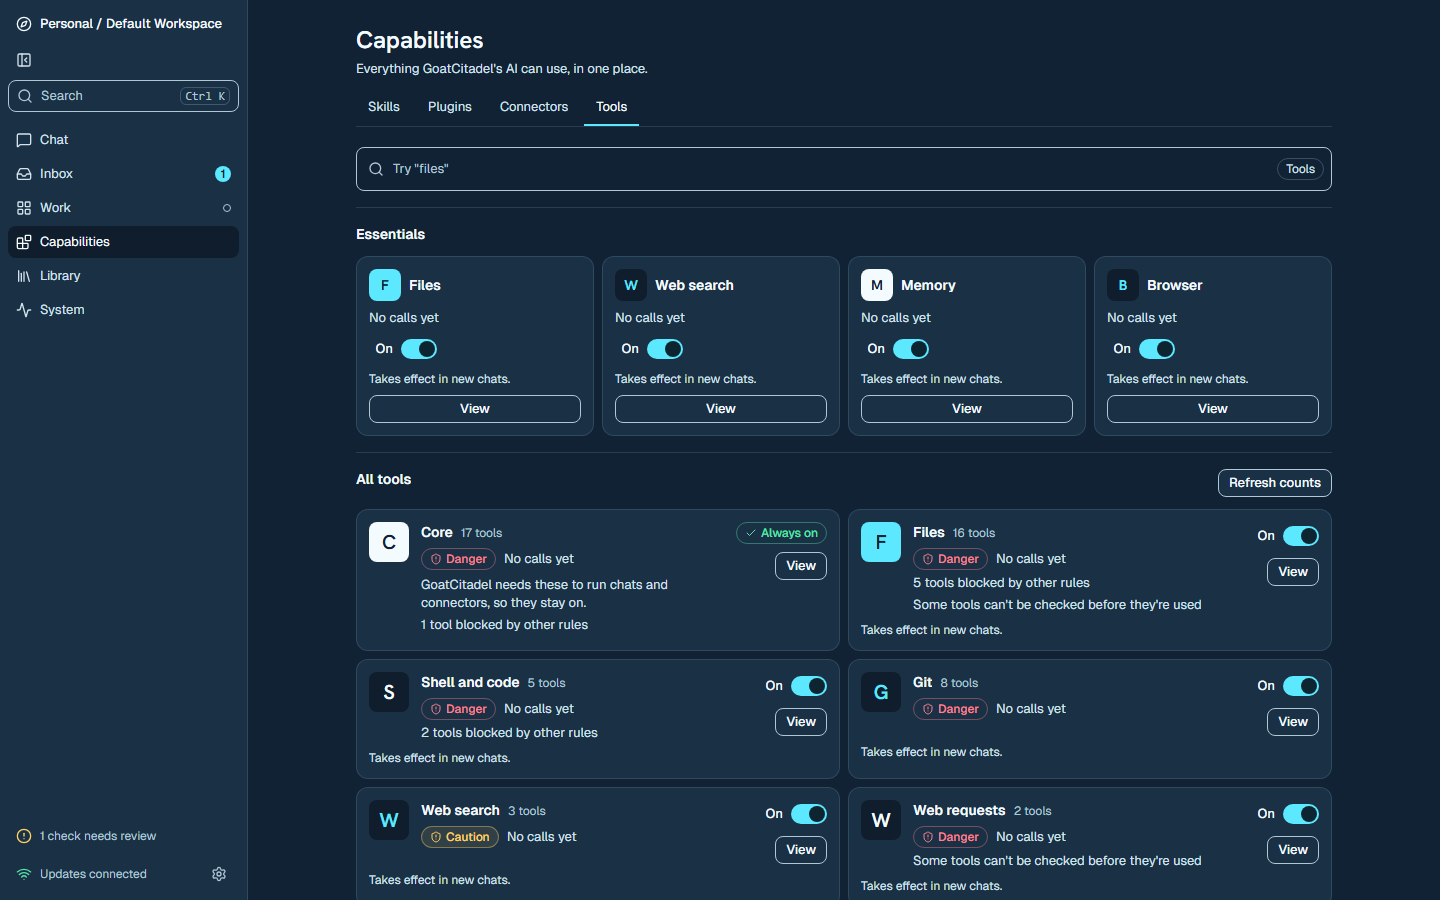 Personal / Default Workspace
Search
Ctrl K
Chat
Inbox
1
Work
Capabilities
Library
System
1 check needs review
Updates connected
Capabilities
Everything GoatCitadel's AI can use, in one place.
Skills
Plugins
Connectors
Tools
Try "files"
Tools
Essentials
F
Files
No calls yet
On
Takes effect in new chats.
View
W
Web search
No calls yet
On
Takes effect in new chats.
View
M
Memory
No calls yet
On
Takes effect in new chats.
View
B
Browser
No calls yet
On
Takes effect in new chats.
View
All tools
Refresh counts
C
Core 17 tools
Always on
Danger
No calls yet
View
GoatCitadel needs these to run chats and
connectors, so they stay on.
1 tool blocked by other rules
F
Files 16 tools
On
Danger
No calls yet
View
5 tools blocked by other rules
Some tools can't be checked before they're used
Takes effect in new chats.
S
Shell and code 5 tools
On
Danger
No calls yet
View
2 tools blocked by other rules
Takes effect in new chats.
G
Git 8 tools
On
Danger
No calls yet
View
Takes effect in new chats.
W
Web search 3 tools
On
Caution
No calls yet
View
Takes effect in new chats.
W
Web requests 2 tools
On
Danger
No calls yet
View
Some tools can't be checked before they're used
Takes effect in new chats.